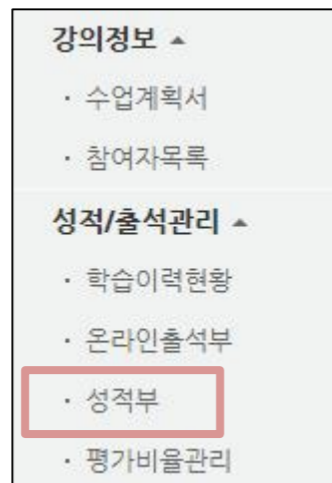 강의정보 ▲
· 수업계획서
· 참여자목록
성적/출석관리 ▲
· 학습이력현황
· 온라인출석부
· 성적부
· 평가비율관리